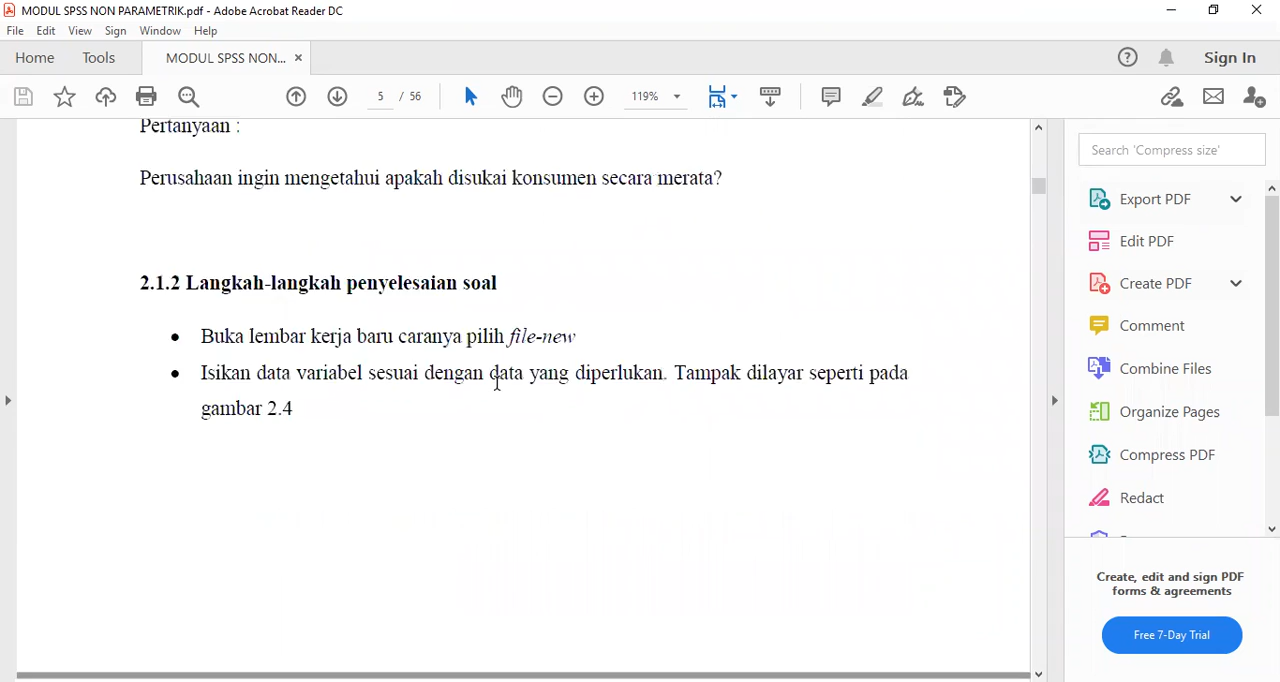 MODUL SPSS NON PARAMETRIK.pdf - Adobe Acrobat Reader DC
File Edit View Sign Window Help
Home Tools MODUL SPSS NON... × Sign In
5 / 56 119%
Pertanyaan :
Perusahaan ingin mengetahui apakah disukai konsumen secara merata?
2.1.2 Langkah-langkah penyelesaian soal
• Buka lembar kerja baru caranya pilih file-new
• Isikan data variabel sesuai dengan data yang diperlukan. Tampak dilayar seperti pada
gambar 2.4
Search 'Compress size'
Export PDF
Edit PDF
Create PDF
Comment
Combine Files
Organize Pages
Compress PDF
Redact
Create, edit and sign PDF
forms & agreements
Free 7-Day Trial